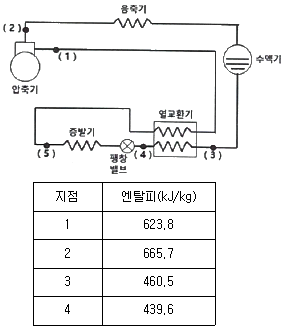 응축기
(2)
(1)
수액기
압축기
열교환기
증발기
(5)
팽창
밸브
(4)
(3)
지점 엔탈피(kJ/kg)
1 623.8
2 665.7
3 460.5
4 439.6